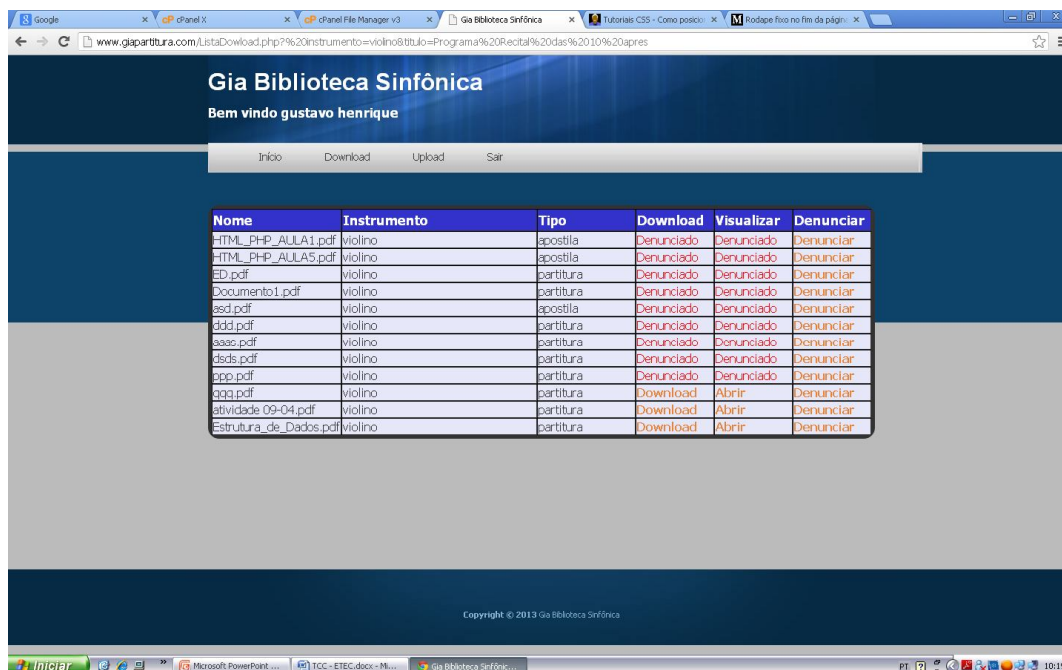 Google
cPanel X
cPanel File Manager v3
Gia Biblioteca Sinfônica
Tutoriais CSS - Como posicio
Rodape fixo no fim da págin
www.giapartitura.com/ListaDowload.php?%20instrumento=violino&titulo=Programa%20Recital%20das%2010%20apres
Gia Biblioteca Sinfônica
Bem vindo gustavo henrique
Início Download Upload Sair
Nome Instrumento Tipo Download Visualizar Denunciar
HTML_PHP_AULA1.pdf violino apostila Denunciado Denunciado Denunciar
HTML_PHP_AULA5.pdf violino apostila Denunciado Denunciado Denunciar
ED.pdf violino partitura Denunciado Denunciado Denunciar
Documento1.pdf violino partitura Denunciado Denunciado Denunciar
asd.pdf violino apostila Denunciado Denunciado Denunciar
ddd.pdf violino partitura Denunciado Denunciado Denunciar
aaas.pdf violino partitura Denunciado Denunciado Denunciar
dsds.pdf violino partitura Denunciado Denunciado Denunciar
ppp.pdf violino partitura Denunciado Denunciado Denunciar
qqq.pdf violino partitura Download Abrir Denunciar
atividade 09-04.pdf violino partitura Download Abrir Denunciar
Estrutura_de_Dados.pdf violino partitura Download Abrir Denunciar
Copyright © 2013 Gia Biblioteca Sinfônica
Iniciar Microsoft PowerPoint ... TCC - ETEC.docx - Mi... Gia Biblioteca Sinfônic... PT